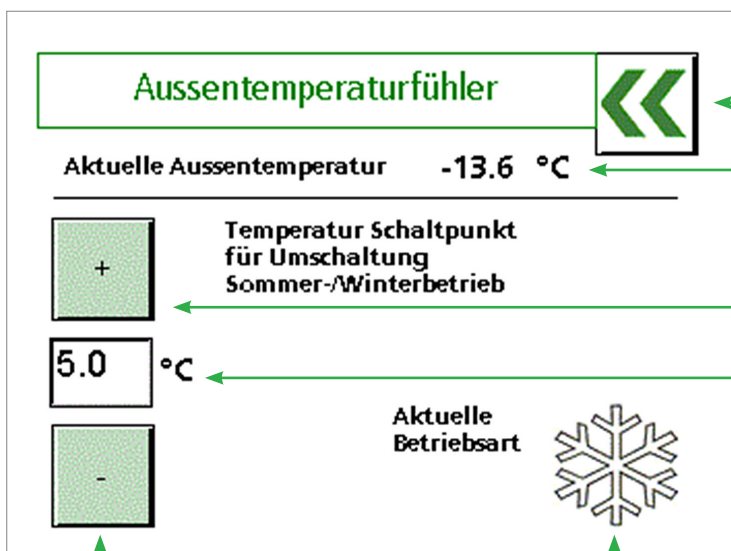 Aussentemperaturfühler
Aktuelle Aussentemperatur -13.6 °C
+
Temperatur Schaltpunkt
für Umschaltung
Sommer-/Winterbetrieb
5.0 °C
Aktuelle
Betriebsart
-